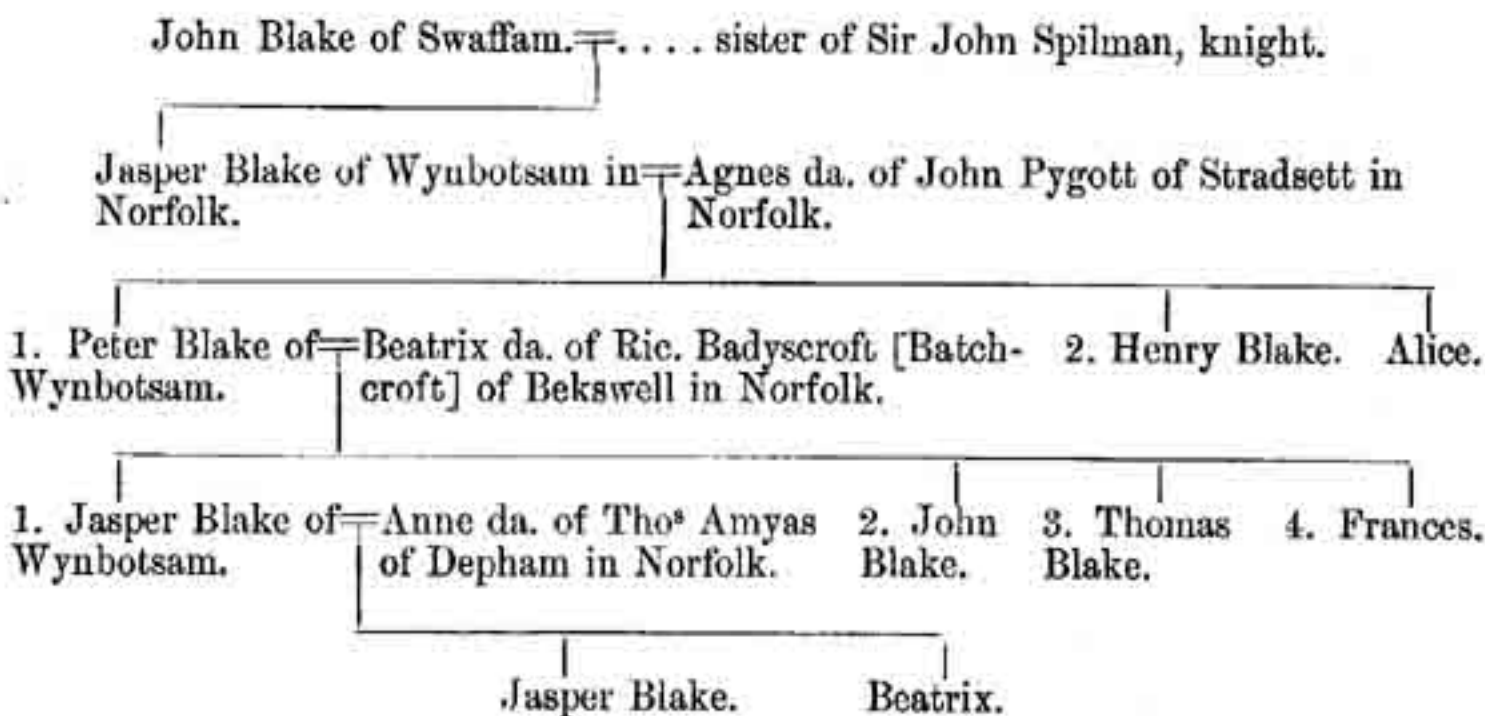 John Blake of Swaffam.=. . . . sister of Sir John Spilman, knight.
Jasper Blake of Wynbotsam in=Agnes da. of John Pygott of Stradsett in
Norfolk. Norfolk.
1. Peter Blake of=Beatrix da. of Ric. Badyscroft [Batch- 2. Henry Blake. Alice.
Wynbotsam. croft] of Bekswell in Norfolk.
1. Jasper Blake of=Anne da. of Thoˢ Amyas 2. John 3. Thomas 4. Frances.
Wynbotsam. of Depham in Norfolk. Blake. Blake.
Jasper Blake. Beatrix.